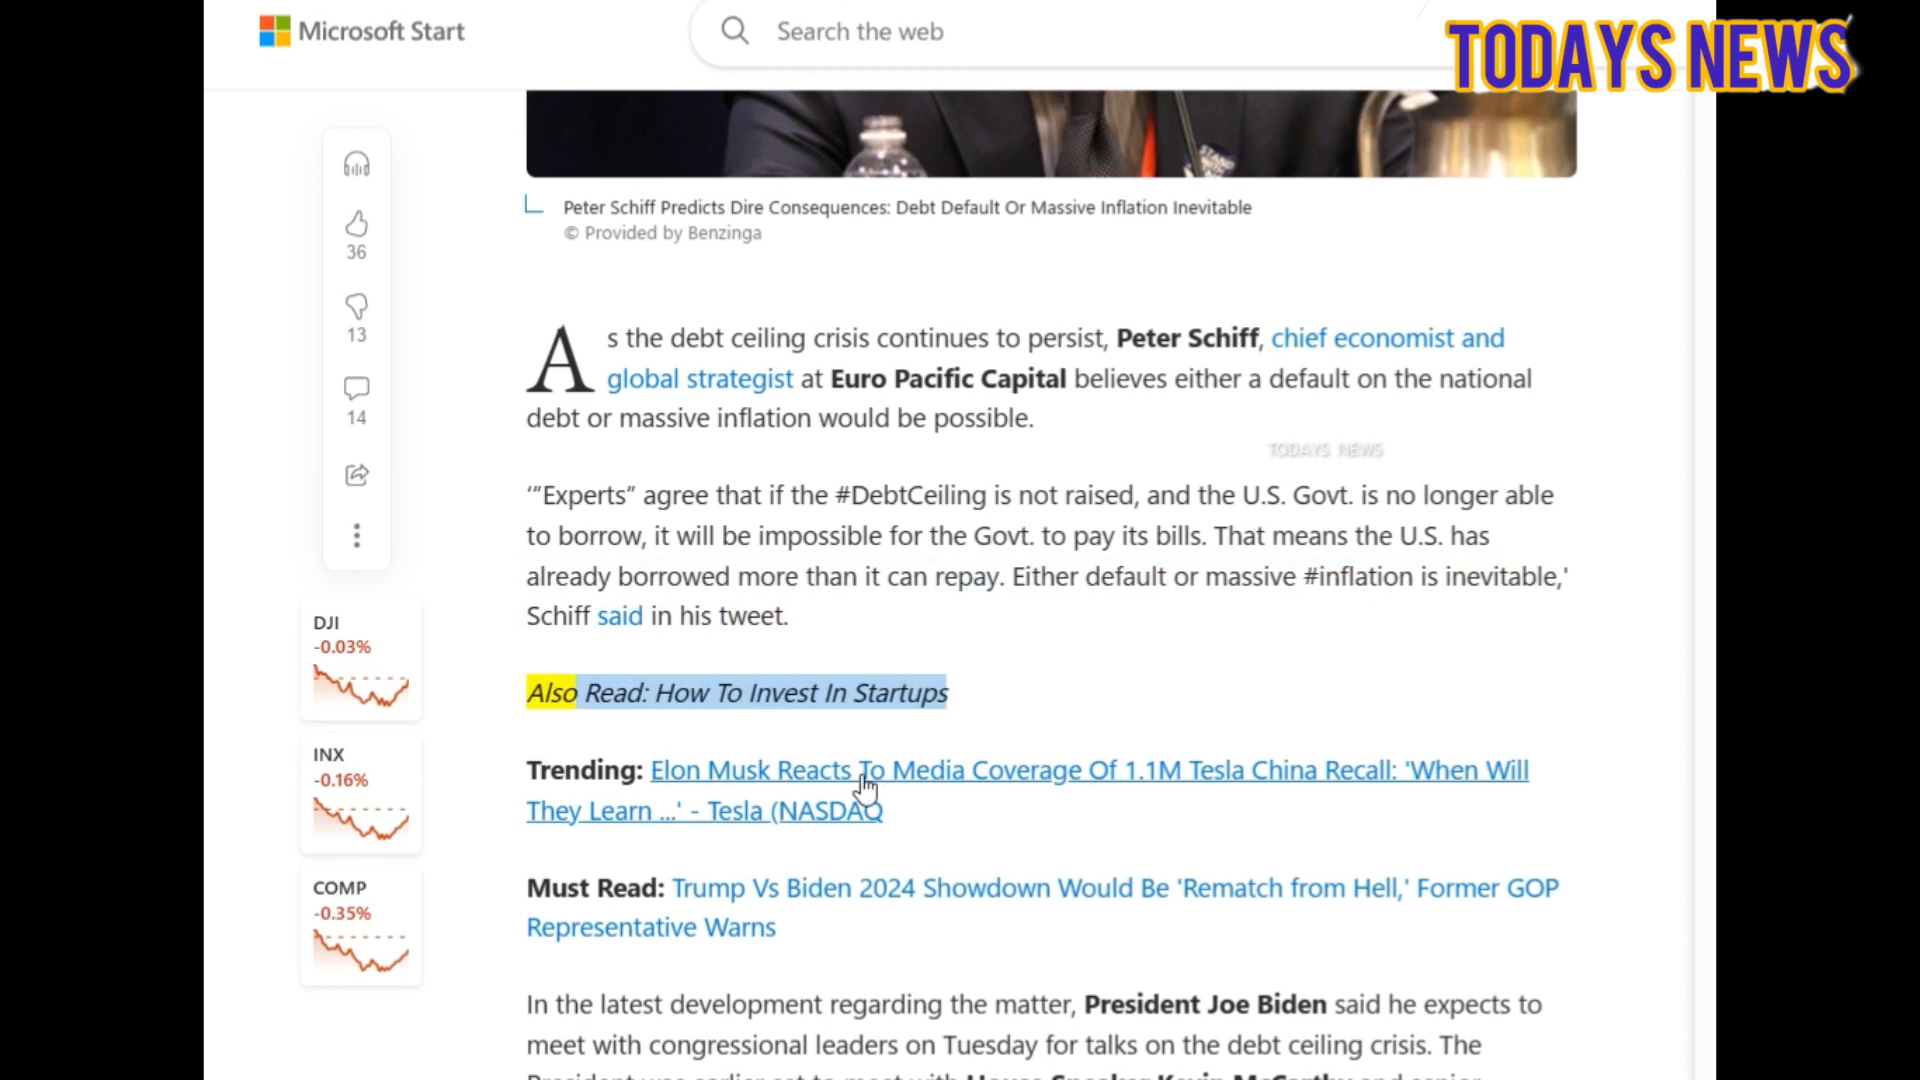 Microsoft Start
Search the web
TODAYS NEWS
STAND
36
13
14
Peter Schiff Predicts Dire Consequences: Debt Default Or Massive Inflation Inevitable
© Provided by Benzinga
As the debt ceiling crisis continues to persist, Peter Schiff, chief economist and
global strategist at Euro Pacific Capital believes either a default on the national
debt or massive inflation would be possible.
TODAYS NEWS
‘”Experts” agree that if the #DebtCeiling is not raised, and the U.S. Govt. is no longer able
to borrow, it will be impossible for the Govt. to pay its bills. That means the U.S. has
already borrowed more than it can repay. Either default or massive #inflation is inevitable,'
Schiff said in his tweet.
DJI
-0.03%
INX
-0.16%
COMP
-0.35%
Also Read: How To Invest In Startups
Trending: Elon Musk Reacts To Media Coverage Of 1.1M Tesla China Recall: 'When Will
They Learn ...' - Tesla (NASDAQ
Must Read: Trump Vs Biden 2024 Showdown Would Be 'Rematch from Hell,' Former GOP
Representative Warns
In the latest development regarding the matter, President Joe Biden said he expects to
meet with congressional leaders on Tuesday for talks on the debt ceiling crisis. The